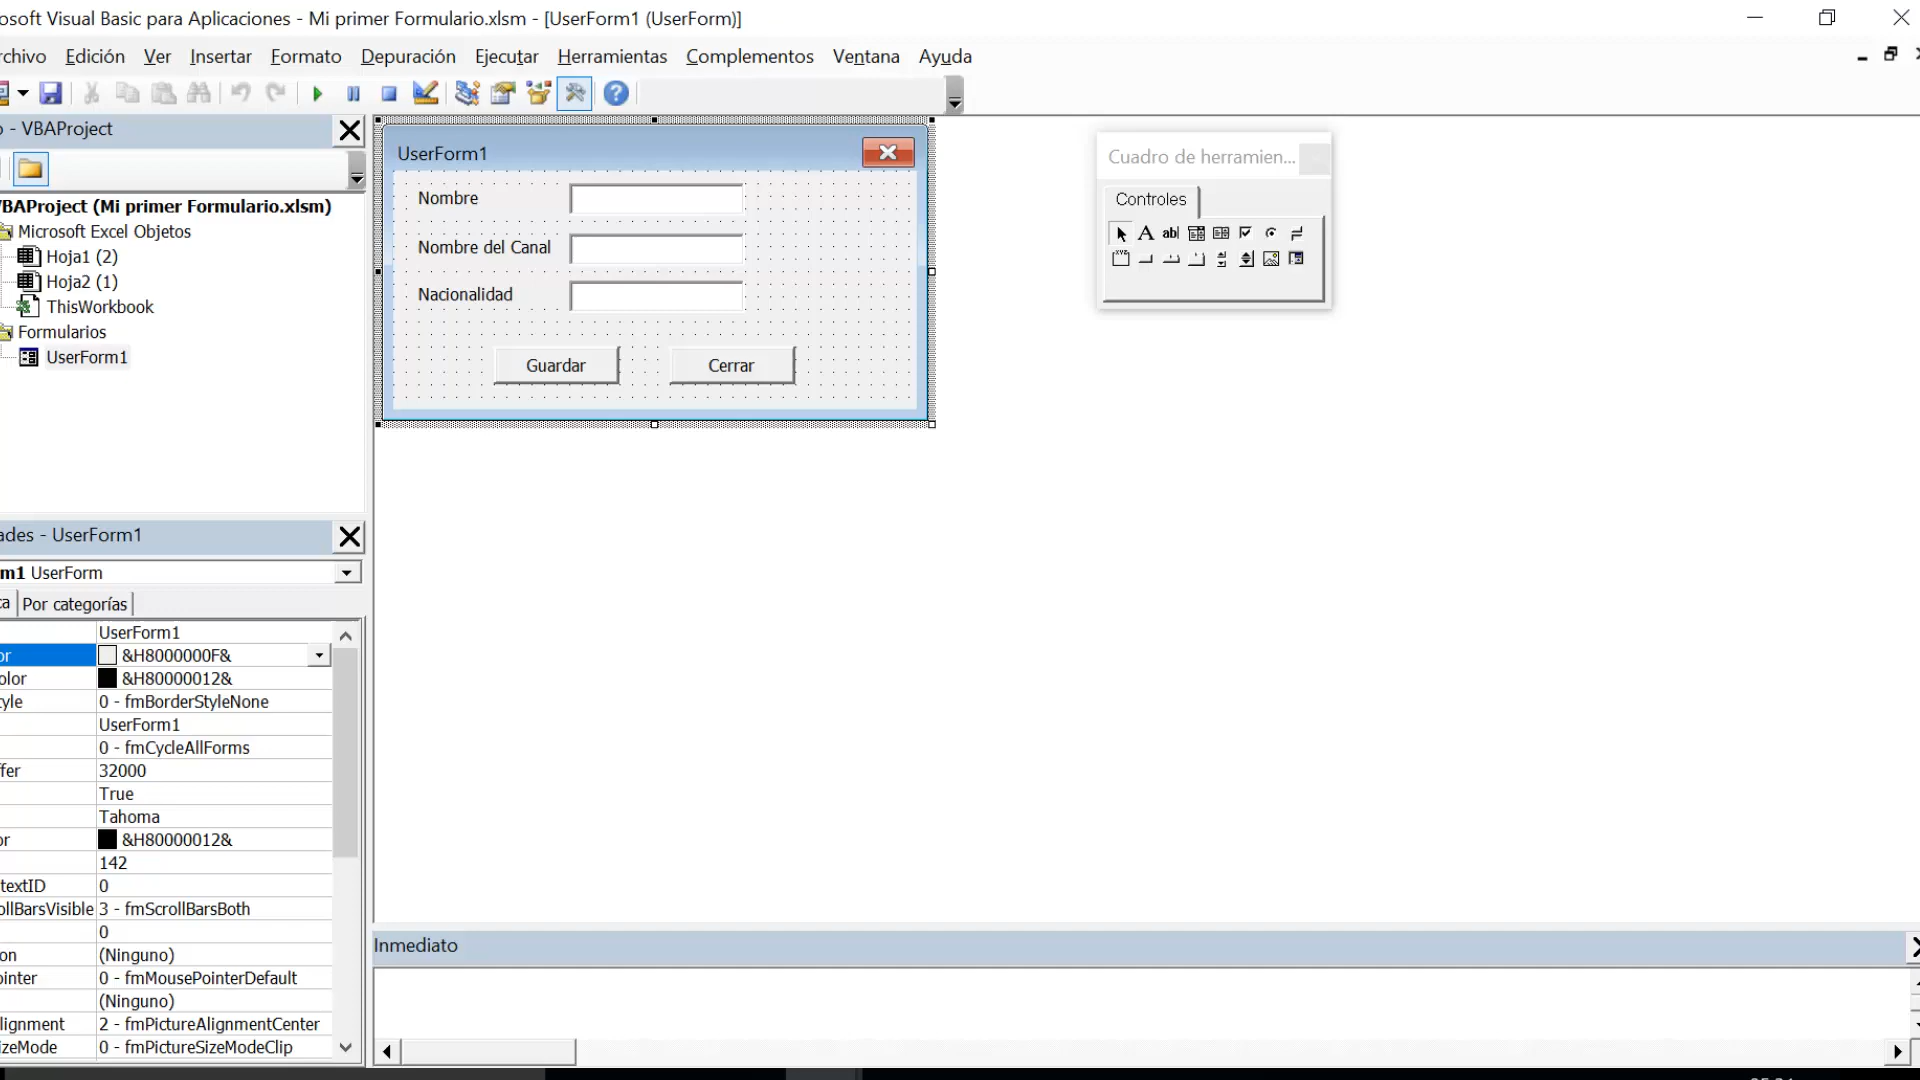 osoft Visual Basic para Aplicaciones - Mi primer Formulario.xlsm - [UserForm1 (UserForm)]
rchivo Edición Ver Insertar Formato Depuración Ejecutar Herramientas Complementos Ventana Ayuda
o - VBAProject
VBAProject (Mi primer Formulario.xlsm)
Microsoft Excel Objetos
Hoja1 (2)
Hoja2 (1)
ThisWorkbook
Formularios
UserForm1
UserForm1
Nombre
Nombre del Canal
Nacionalidad
Guardar Cerrar
Cuadro de herramien...
Controles
A ab|
ades - UserForm1
m1 UserForm
ca Por categorías
UserForm1
or &H8000000F&
olor &H80000012&
tyle 0 - fmBorderStyleNone
UserForm1
0 - fmCycleAllForms
ffer 32000
True
Tahoma
or &H80000012&
142
textID 0
ollBarsVisible 3 - fmScrollBarsBoth
0
on (Ninguno)
ointer 0 - fmMousePointerDefault
(Ninguno)
lignment 2 - fmPictureAlignmentCenter
izeMode 0 - fmPictureSizeModeClip
Inmediato